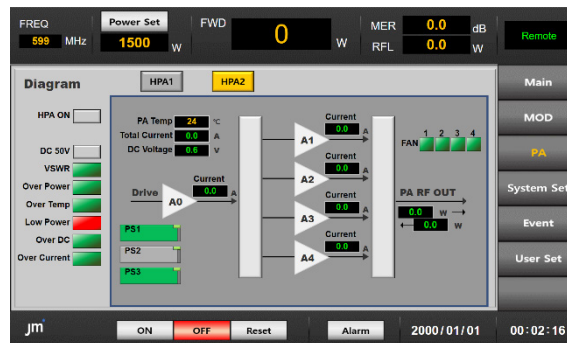 FREQ
599 MHz
Power Set
1500 W
FWD
0 W
MER 0.0 dB
RFL 0.0 W
Remote
Diagram
HPA1
HPA2
Main
MOD
PA
System Set
Event
User Set
HPA ON
DC 50V
VSWR
Over Power
Over Temp
Low Power
Over DC
Over Current
PA Temp 24 °C
Total Current 0.0 A
DC Voltage 0.6 V
Drive
A0
Current
0.0 A
PS1
PS2
PS3
Current
0.0 A
A1
Current
0.0 A
A2
Current
0.0 A
A3
Current
0.0 A
A4
FAN 1 2 3 4
PA RF OUT
0.0 W →
← 0.0 W
jm
ON
OFF
Reset
Alarm
2000/01/01
00:02:16